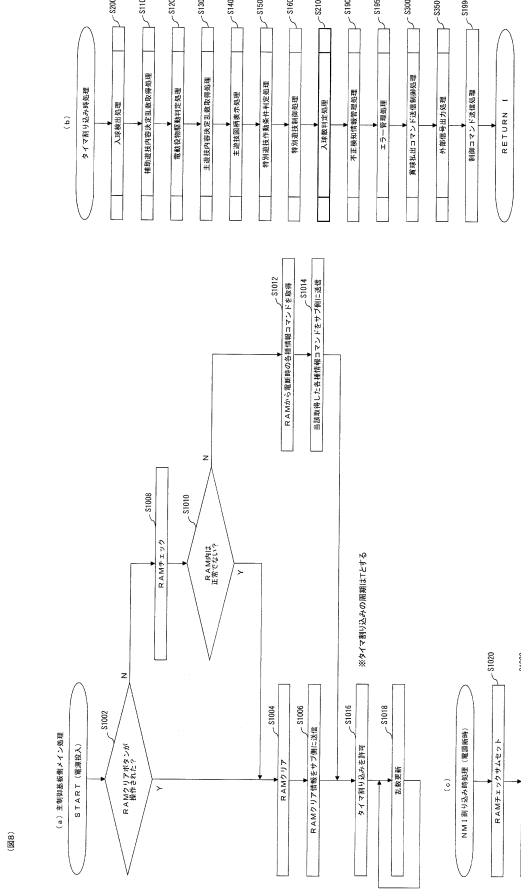 (図8)
(a) 主制御基板側メイン処理
START (電源投入)
S1002
RAMクリアボタンが
操作された?
N
Y
S1008
RAMチェック
S1010
RAM内は
正常でない?
N
Y
S1012
RAMから電断時の各種情報コマンドを取得
S1014
当該取得した各種情報コマンドをサブ側に送信
S1004
RAMクリア
S1006
RAMクリア情報をサブ側に送信
※タイマ割り込みの周期はTとする
S1016
タイマ割り込みを許可
S1018
乱数更新
(b)
タイマ割り込み時処理
入球検出処理
補助遊技内容決定乱数取得処理
電動役物駆動判定処理
主遊技内容決定乱数取得処理
主遊技図柄表示処理
特別遊技作動条件判定処理
特別遊技制御処理
入球数判定処理
不正検知情報管理処理
エラー管理処理
賞球払出コマンド送信制御処理
外部信号出力処理
制御コマンド送信処理
RETURN I
(c)
NMI割り込み時処理 (電源断時)
S1020
RAMチェックサムセット